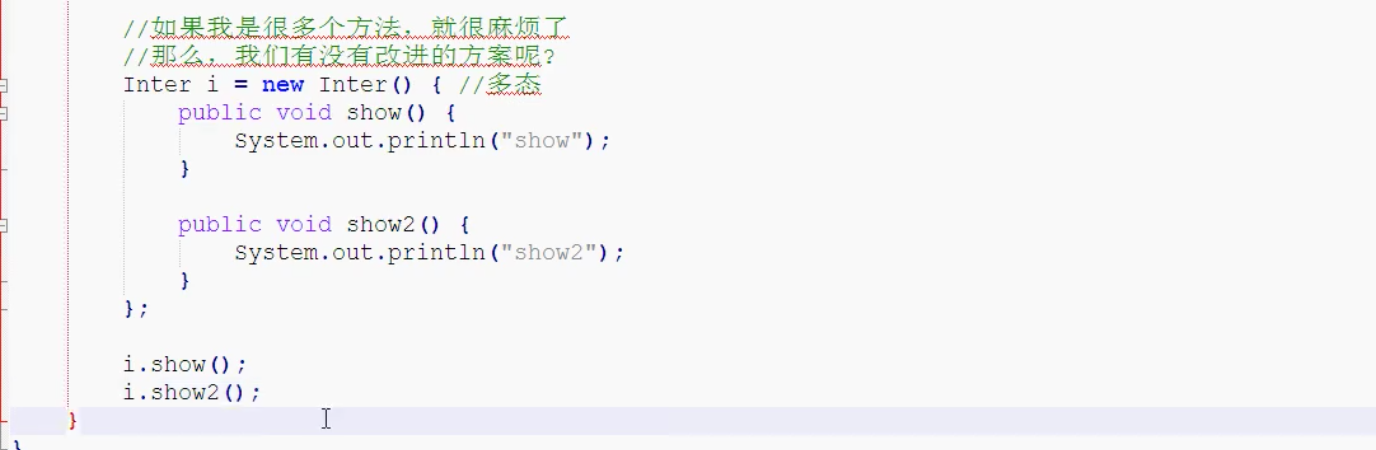 //如果我是很多个方法，就很麻烦了
//那么，我们有没有改进的方案呢?
Inter i = new Inter() { //多态
public void show() {
System.out.println("show");
}
public void show2() {
System.out.println("show2");
}
};
i.show();
i.show2();
}
}